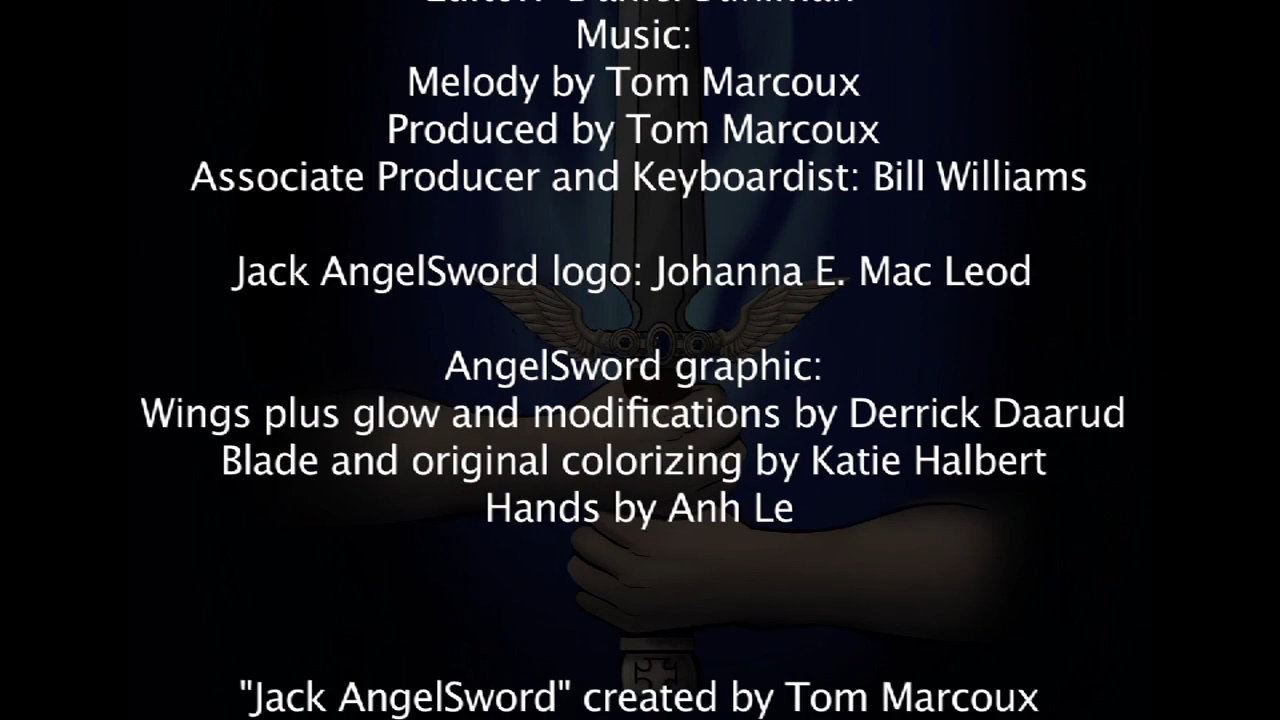 Music:
Melody by Tom Marcoux
Produced by Tom Marcoux
Associate Producer and Keyboardist: Bill Williams
Jack AngelSword logo: Johanna E. Mac Leod
AngelSword graphic:
Wings plus glow and modifications by Derrick Daarud
Blade and original colorizing by Katie Halbert
Hands by Anh Le
"Jack AngelSword" created by Tom Marcoux